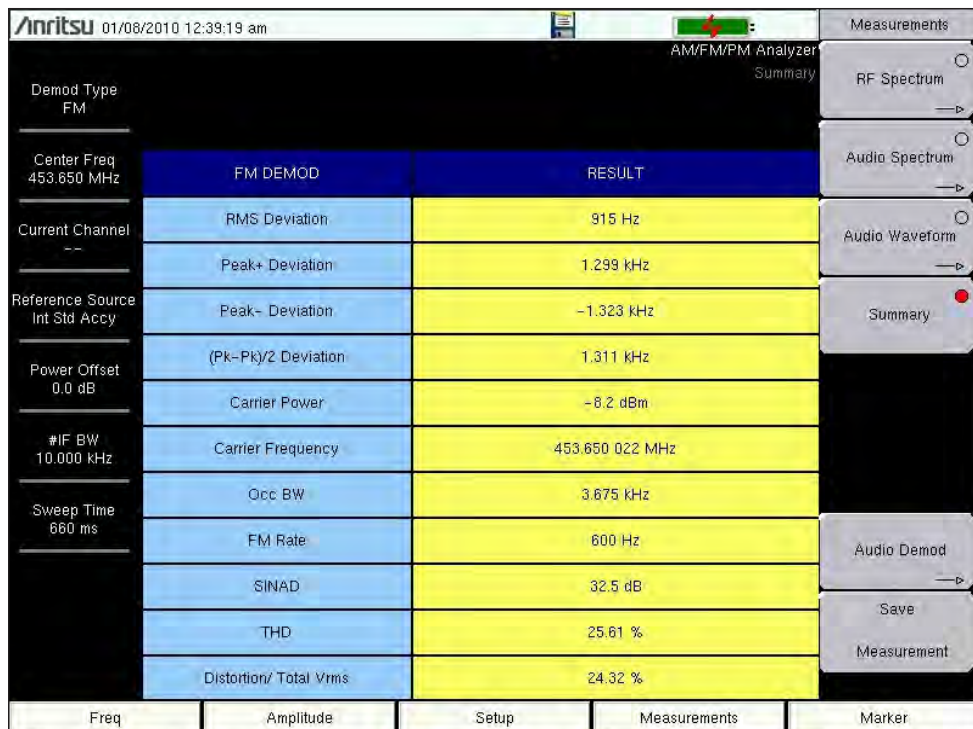 Anritsu 01/08/2010 12:39:19 am
Measurements
AM/FM/PM Analyzer
Summary
Demod Type
FM
Center Freq
453.650 MHz
Current Channel
--
Reference Source
Int Std Accy
Power Offset
0.0 dB
#IF BW
10.000 kHz
Sweep Time
660 ms
FM DEMOD RESULT
RMS Deviation 915 Hz
Peak+ Deviation 1.299 kHz
Peak- Deviation -1.323 kHz
(Pk-Pk)/2 Deviation 1.311 kHz
Carrier Power -8.2 dBm
Carrier Frequency 453.650 022 MHz
Occ BW 3.675 kHz
FM Rate 600 Hz
SINAD 32.5 dB
THD 25.61 %
Distortion/ Total Vrms 24.32 %
RF Spectrum
Audio Spectrum
Audio Waveform
Summary
Audio Demod
Save
Measurement
Freq Amplitude Setup Measurements Marker